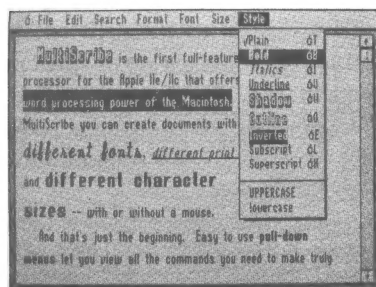 File Edit Search Format Font Size Style
MultiScribe is the first full-feature
processor for the Apple IIe/IIc that offers
word processing power of the Macintosh.
MultiScribe you can create documents with
different fonts, different print
and different character
sizes -- with or without a mouse.
And that's just the beginning. Easy to use pull-down
menus let you view all the commands you need to make truly
√Plain
Bold
Italics
Underline
Shadow
Outline
Inverted
Subscript
Superscript
UPPERCASE
lowercase